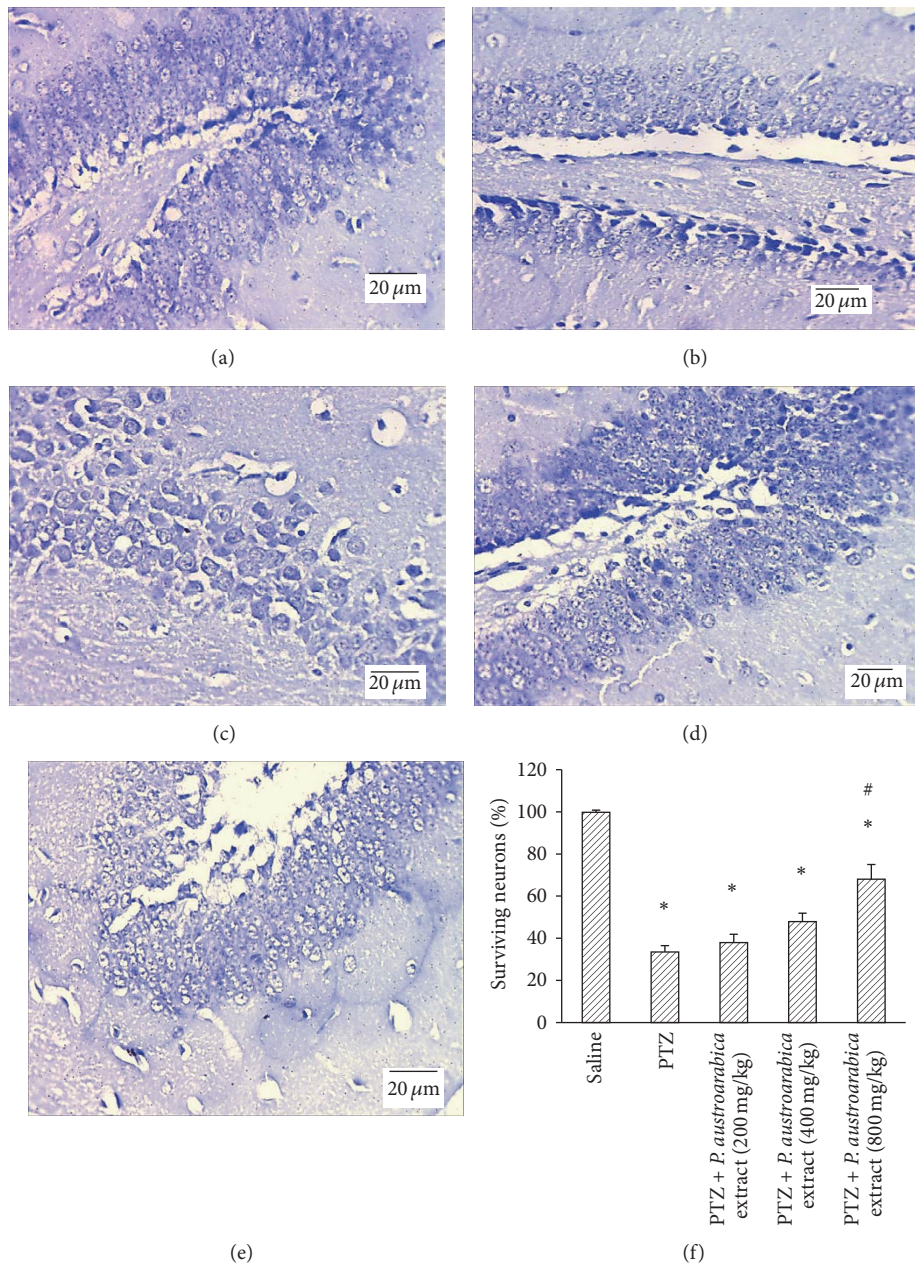 20 μm
(a)
20 μm
(b)
20 μm
(c)
20 μm
(d)
20 μm
(e)
120
100
80
60
40
20
0
Surviving neurons (%)
*
*
*
#
*
Saline
PTZ
PTZ + P. austroarabica
extract (200 mg/kg)
PTZ + P. austroarabica
extract (400 mg/kg)
PTZ + P. austroarabica
extract (800 mg/kg)
(f)